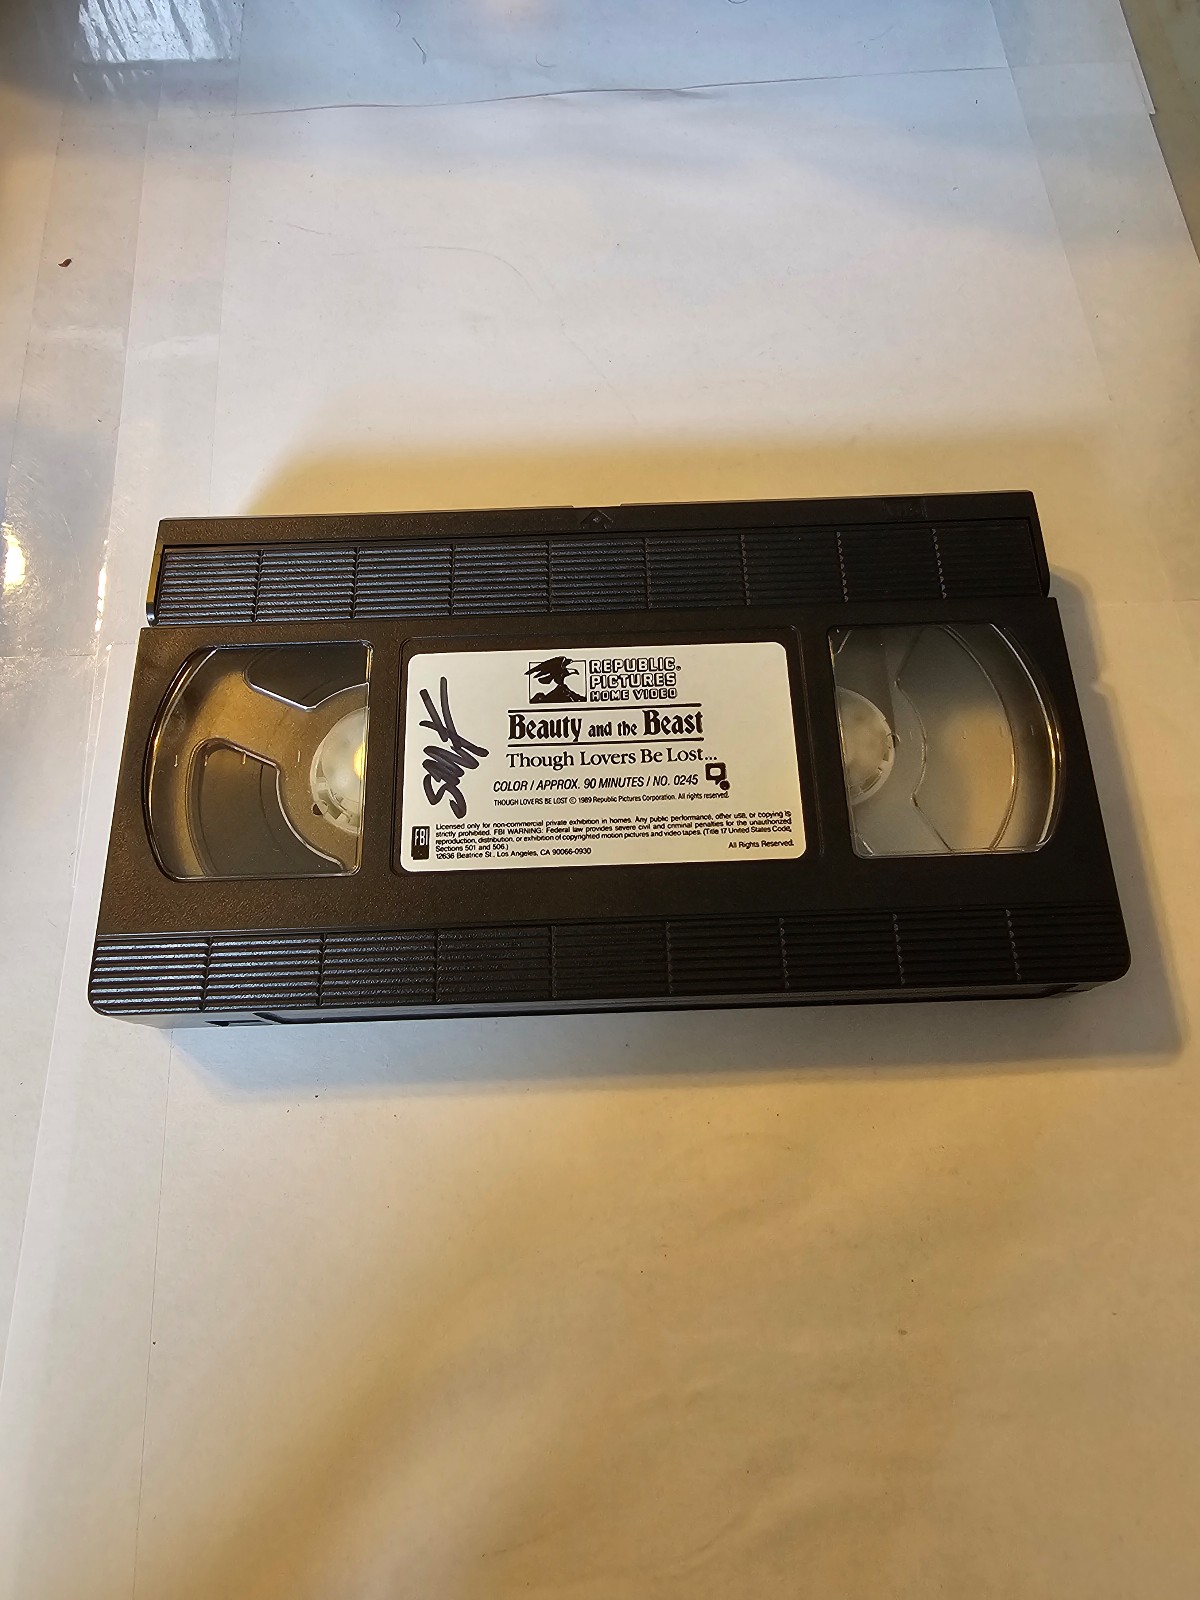 REPUBLIC
PICTURES
HOME VIDEO
Beauty and the Beast
Though Lovers Be Lost...
COLOR / APPROX. 90 MINUTES / NO. 0245
THOUGH LOVERS BE LOST © 1989 Republic Pictures Corporation. All rights reserved.
FBI
Licensed only for non-commercial private exhibition in homes. Any public performance, other use, or copying is
strictly prohibited. FBI WARNING: Federal law provides severe civil and criminal penalties for the unauthorized
reproduction, distribution, or exhibition of copyrighted motion pictures and video tapes. (Title 17 United States Code,
Sections 501 and 506.)
12636 Beatrice St., Los Angeles, CA 90066-0930
All Rights Reserved.